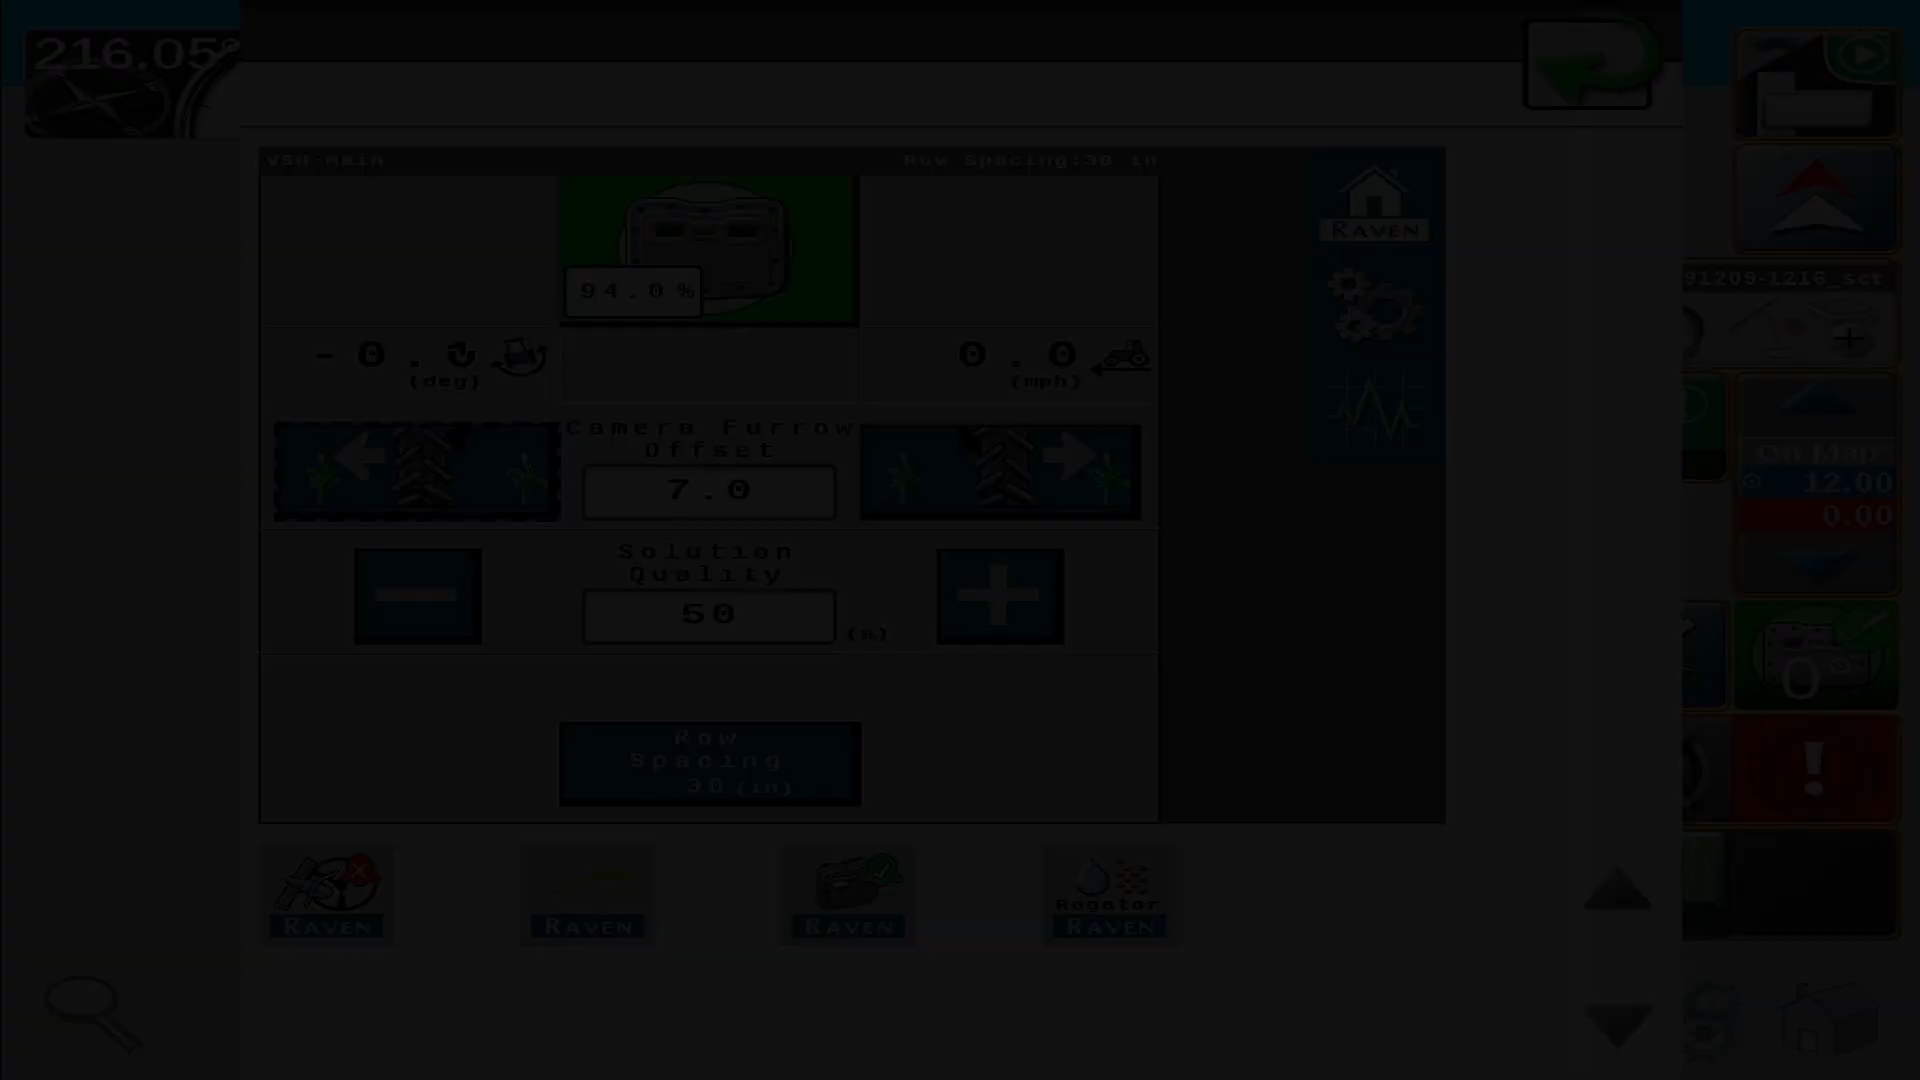 216.05°
VSN-Main
Row Spacing:30 in
RAVEN
94.0%
(deg)
0.0
(mph)
91209-1216_sct
Camera Furrow
Offset
7.0
On Map
12.00
0.00
Solution
Quality
50
(%)
0
Row
Spacing
30 (in)
!
RAVEN
RAVEN
RAVEN
Rogator
RAVEN